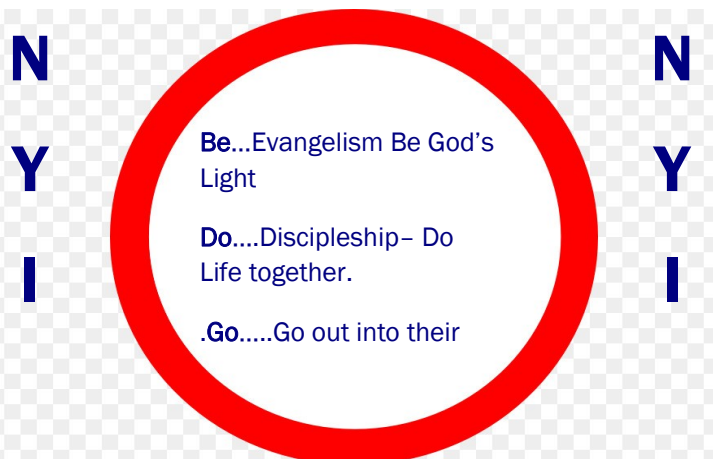 N
Y
I
Be...Evangelism Be God's
Light
Do....Discipleship– Do
Life together.
.Go.....Go out into their
N
Y
I